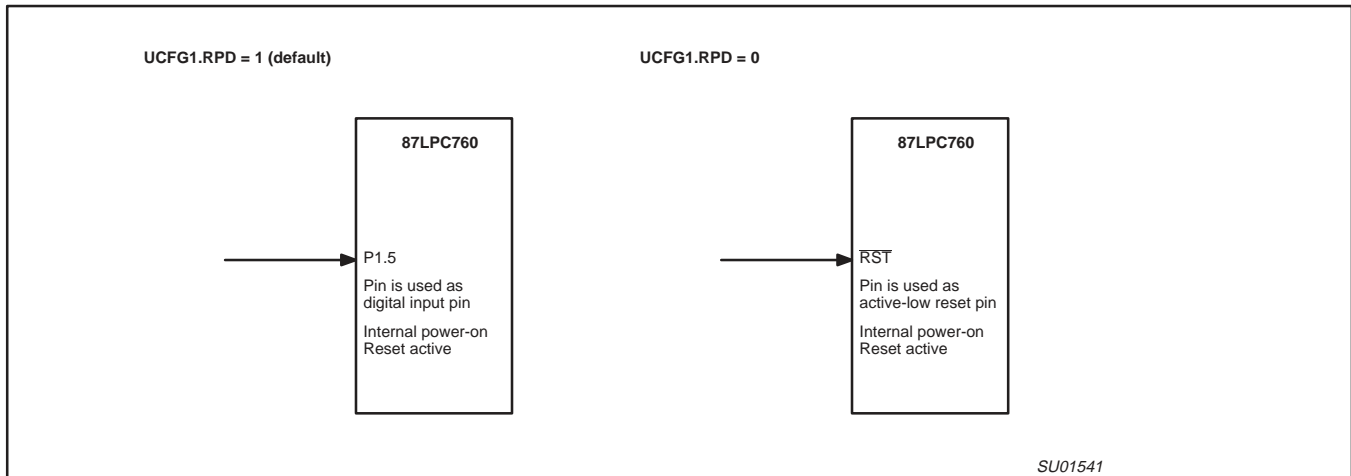 UCFG1.RPD = 1 (default)
UCFG1.RPD = 0
87LPC760
P1.5
Pin is used as
digital input pin
Internal power-on
Reset active
87LPC760
R̅S̅T̅
Pin is used as
active-low reset pin
Internal power-on
Reset active
SU01541